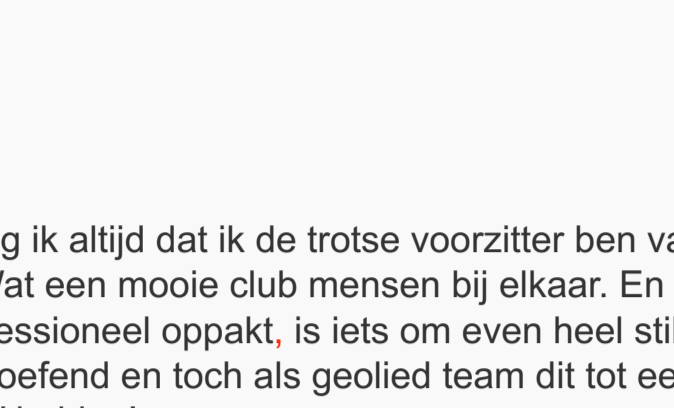 g ik altijd dat ik de trotse voorzitter ben va
Wat een mooie club mensen bij elkaar. En
essioneel oppakt, is iets om even heel stil
oefend en toch als geolied team dit tot ee